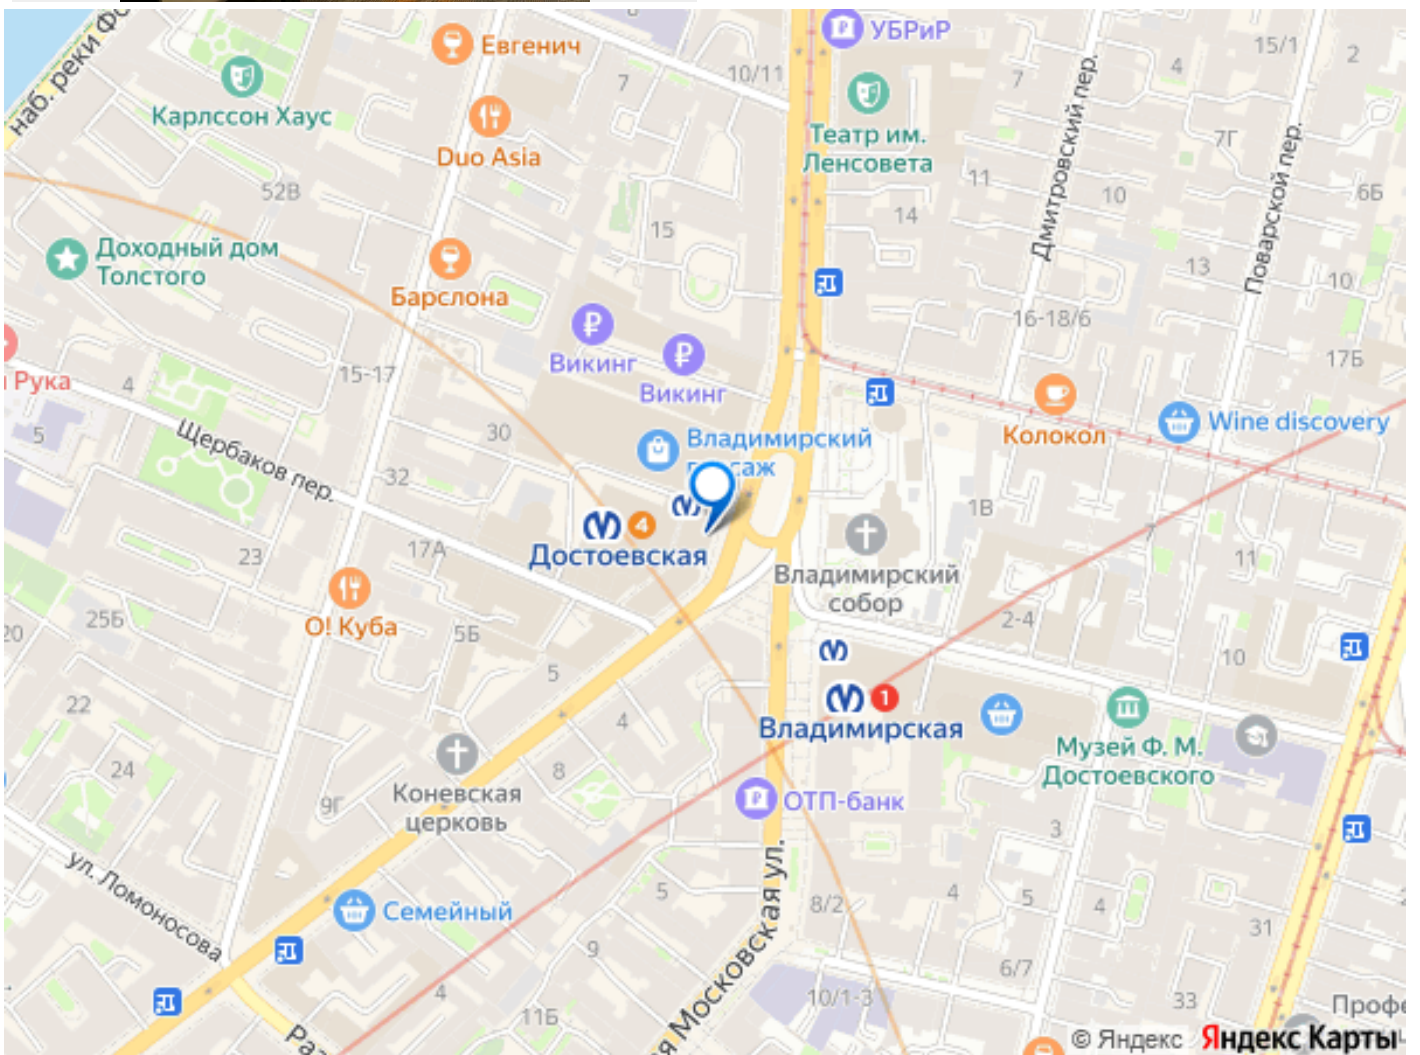 наб. реки Фо
Евгенич
УБРиР
15/1
2
Карлссон Хаус
7
10/11
7
4
Duo Asia
Театр им.
Ленсовета
Дмитровский пер.
7Г
Поварской пер.
52В
11
10
6Б
15
14
Доходный дом
Толстого
Барслона
13
10
16-18/6
Викинг
Викинг
17Б
Рука
4
15-17
Колокол
Wine discovery
5
Щербаков пер.
30
Владимирский
32
1В
4
Достоевская
7
17А
11
23
Владимирский
собор
О! Куба
25Б
5Б
2-4
20
10
5
22
4
1
Владимирская
Музей Ф. М.
Достоевского
24
8
Коневская
церковь
9Г
ОТП-банк
3
ул. Ломоносова
Семейный
5
8/2
4
5
4
31
9
6/7
4
10/1-3
33
11Б
Раз
я Московская ул.
Профе
© Яндекс Яндекс Карты